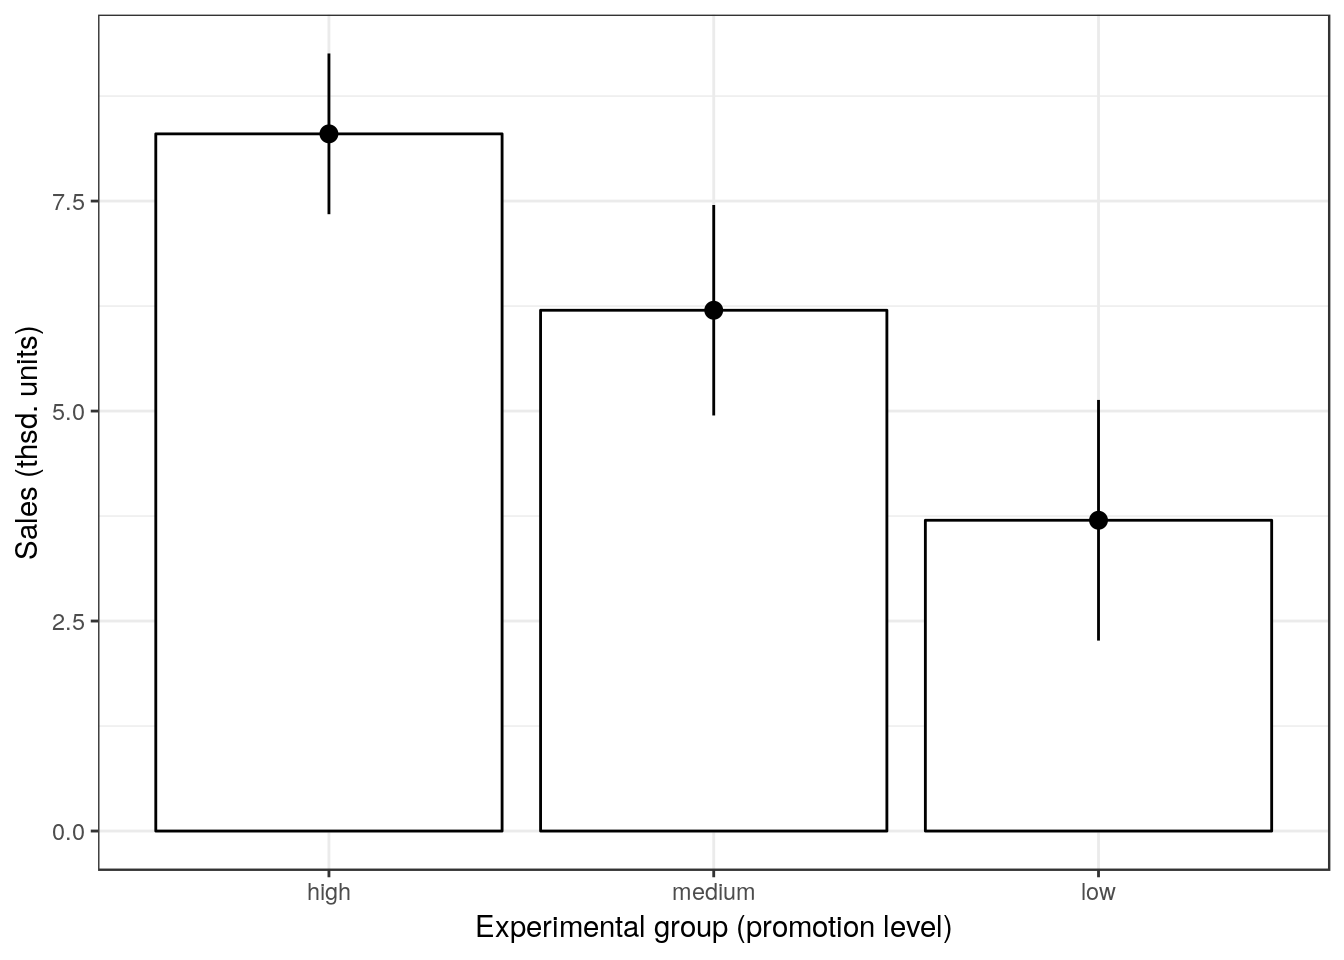 Sales (thsd. units)
7.5
5.0
2.5
0.0
high medium low
Experimental group (promotion level)